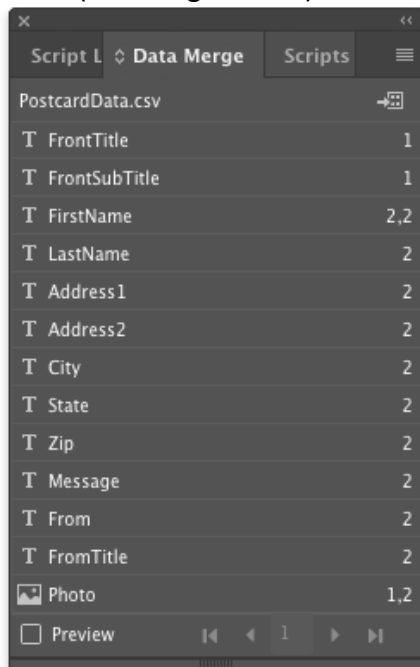 Script L Data Merge Scripts
PostcardData.csv
T FrontTitle 1
T FrontSubTitle 1
T FirstName 2,2
T LastName 2
T Address1 2
T Address2 2
T City 2
T State 2
T Zip 2
T Message 2
T From 2
T FromTitle 2
Photo 1,2
Preview 1